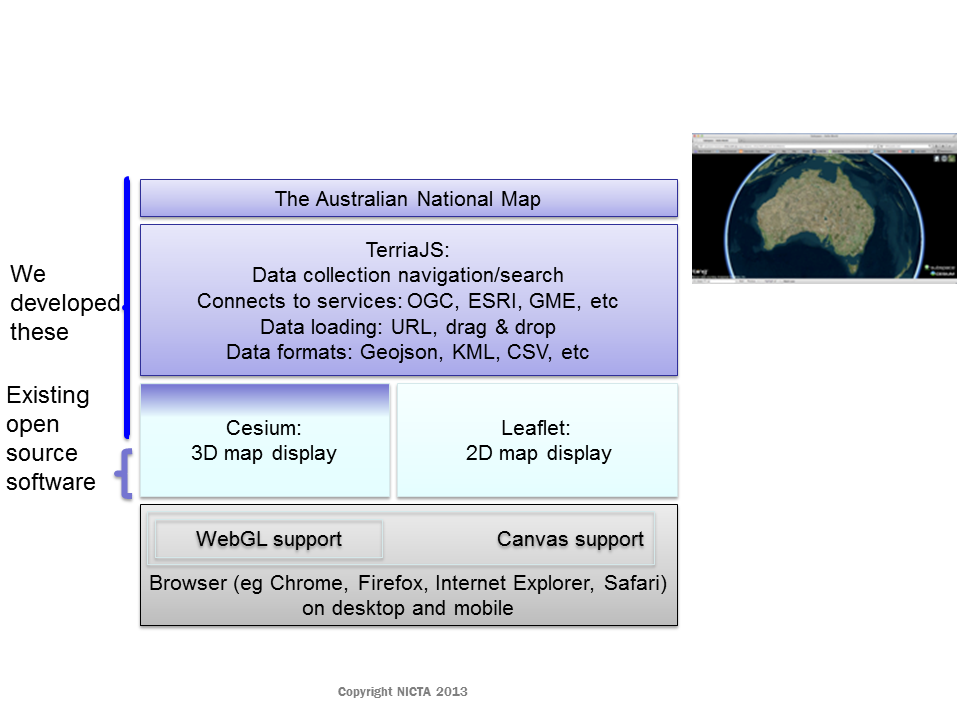 The Australian National Map
We
developed
these
TerriaJS:
Data collection navigation/search
Connects to services: OGC, ESRI, GME, etc
Data loading: URL, drag & drop
Data formats: Geojson, KML, CSV, etc
Existing
open
source
software
Cesium:
3D map display
Leaflet:
2D map display
WebGL support
Canvas support
Browser (eg Chrome, Firefox, Internet Explorer, Safari)
on desktop and mobile
Copyright NICTA 2013